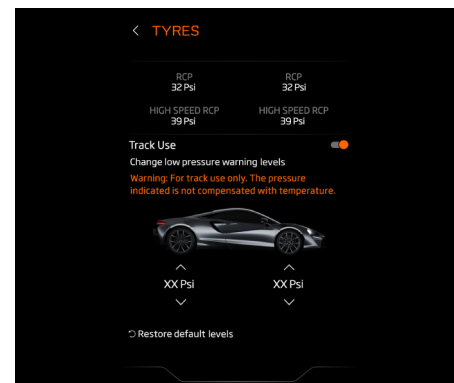 TYRES
RCP RCP
32 Psi 32 Psi
HIGH SPEED RCP HIGH SPEED RCP
39 Psi 39 Psi
Track Use
Change low pressure warning levels
Warning: For track use only. The pressure
indicated is not compensated with temperature.
XX Psi XX Psi
Restore default levels